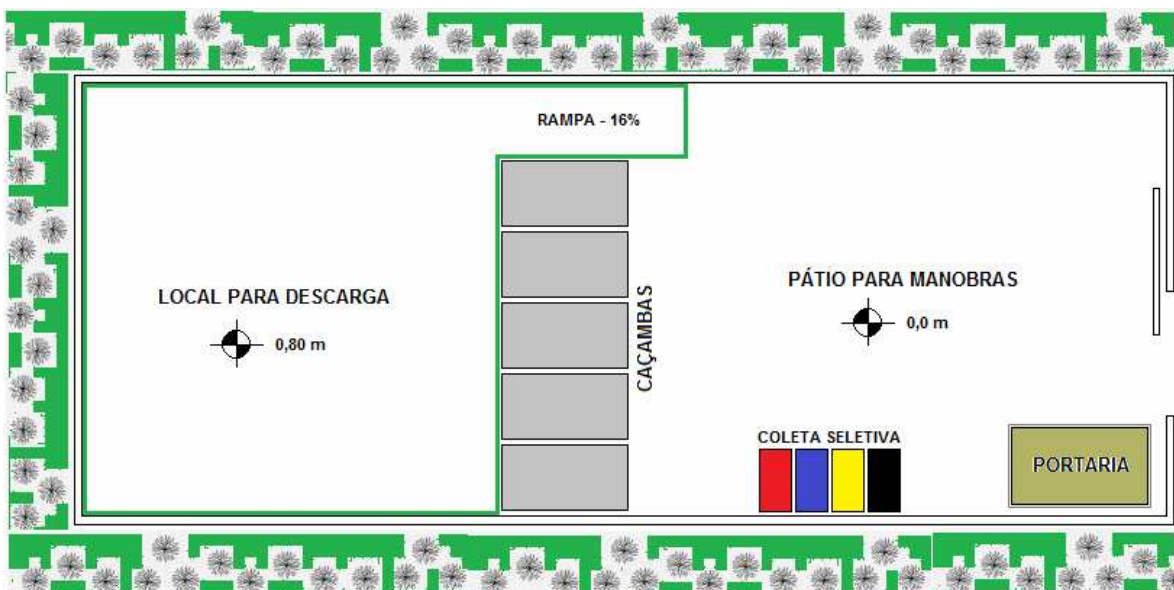 RAMPA - 16%
LOCAL PARA DESCARGA
0,80 m
CAÇAMBAS
PÁTIO PARA MANOBRAS
0,0 m
COLETA SELETIVA
PORTARIA